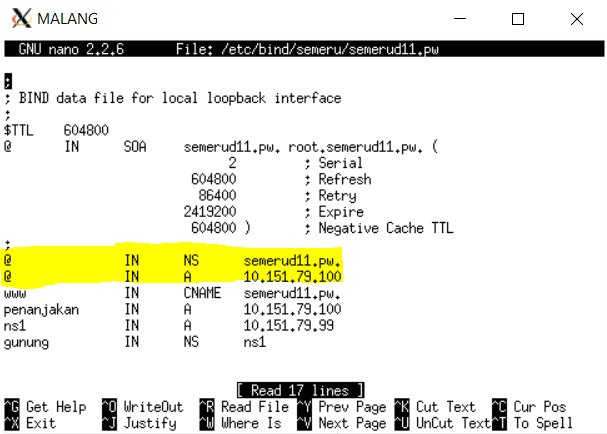 MALANG
GNU nano 2.2.6 File: /etc/bind/semeru/semerud11.pw
;
; BIND data file for local loopback interface
;
$TTL 604800
@ IN SOA semerud11.pw. root.semerud11.pw. (
2 ; Serial
604800 ; Refresh
86400 ; Retry
2419200 ; Expire
604800 ) ; Negative Cache TTL
;
@ IN NS semerud11.pw.
@ IN A 10.151.79.100
www IN CNAME semerud11.pw.
penanjakan IN A 10.151.79.100
ns1 IN A 10.151.79.99
gunung IN NS ns1
[ Read 17 lines ]
^G Get Help ^O WriteOut ^R Read File ^Y Prev Page ^K Cut Text ^C Cur Pos
^X Exit ^J Justify ^W Where Is ^V Next Page ^U UnCut Text ^T To Spell